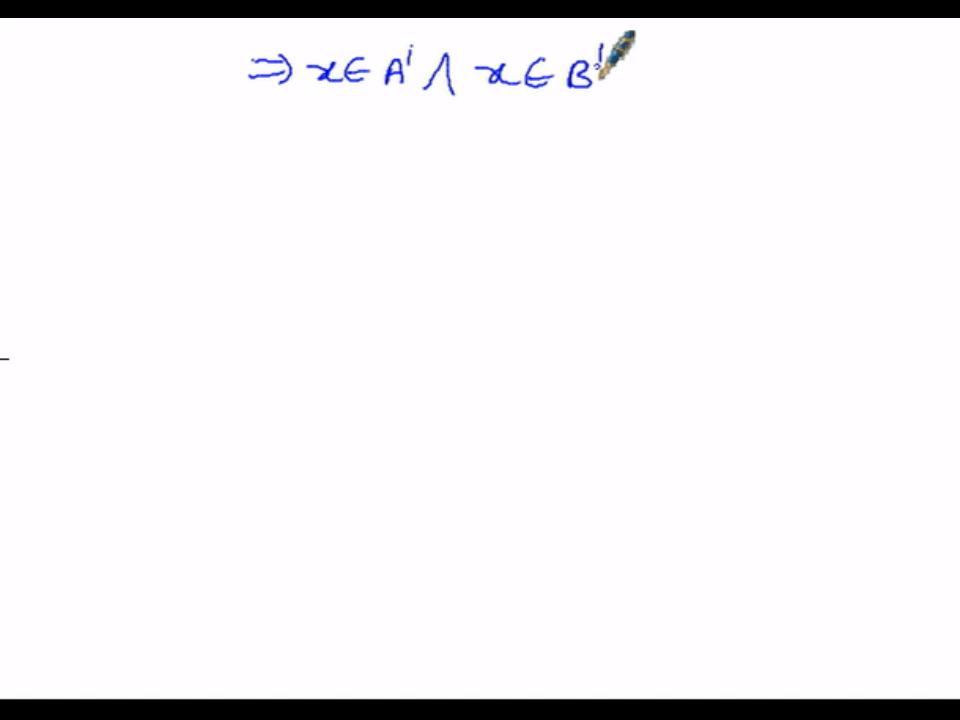 ⇒ x ∈ A' ∧ x ∈ B'